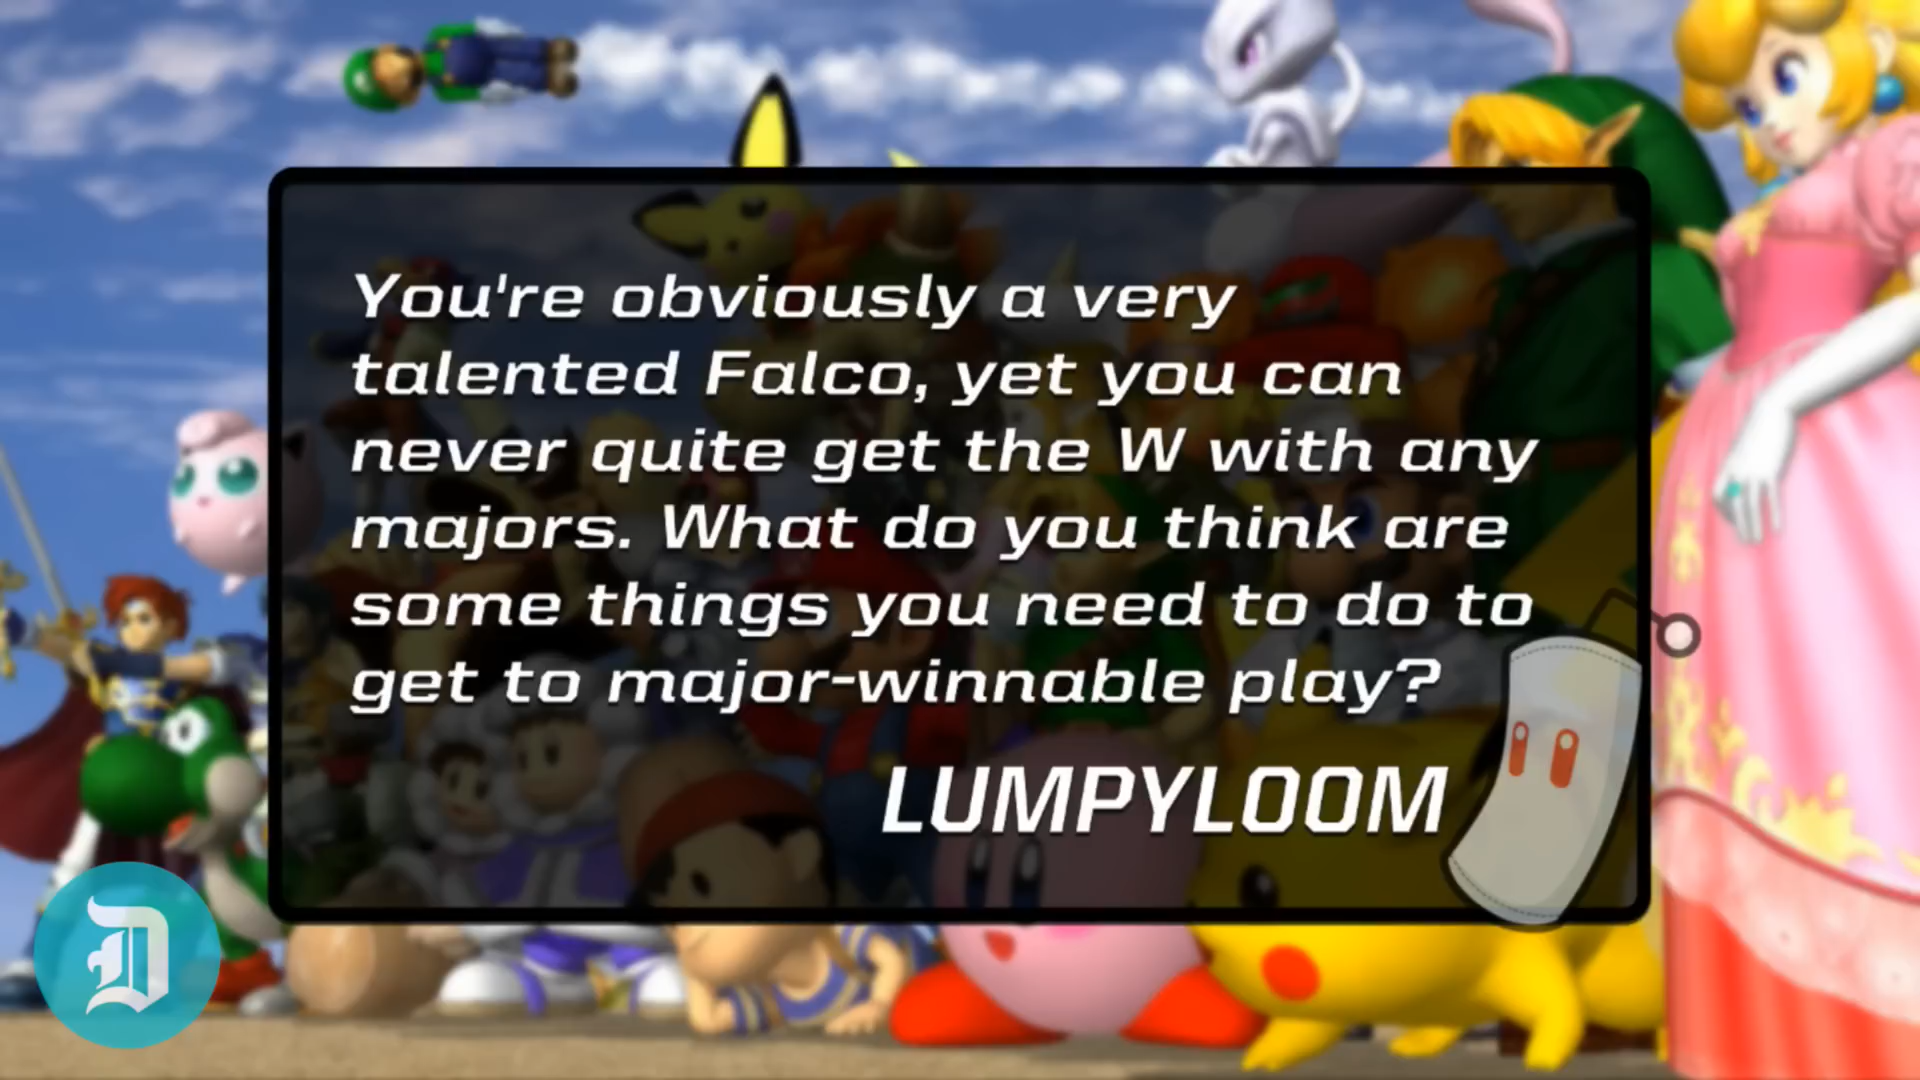 You're obviously a very
talented Falco, yet you can
never quite get the W with any
majors. What do you think are
some things you need to do to
get to major-winnable play?
LUMPYLOOM
D